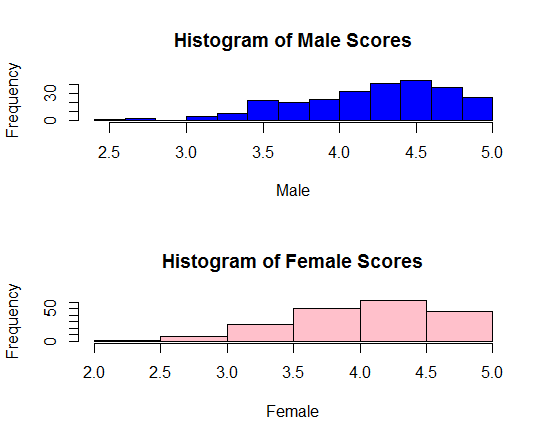 Histogram of Male Scores
Frequency
30
0
2.5 3.0 3.5 4.0 4.5 5.0
Male
Histogram of Female Scores
Frequency
50
0
2.0 2.5 3.0 3.5 4.0 4.5 5.0
Female